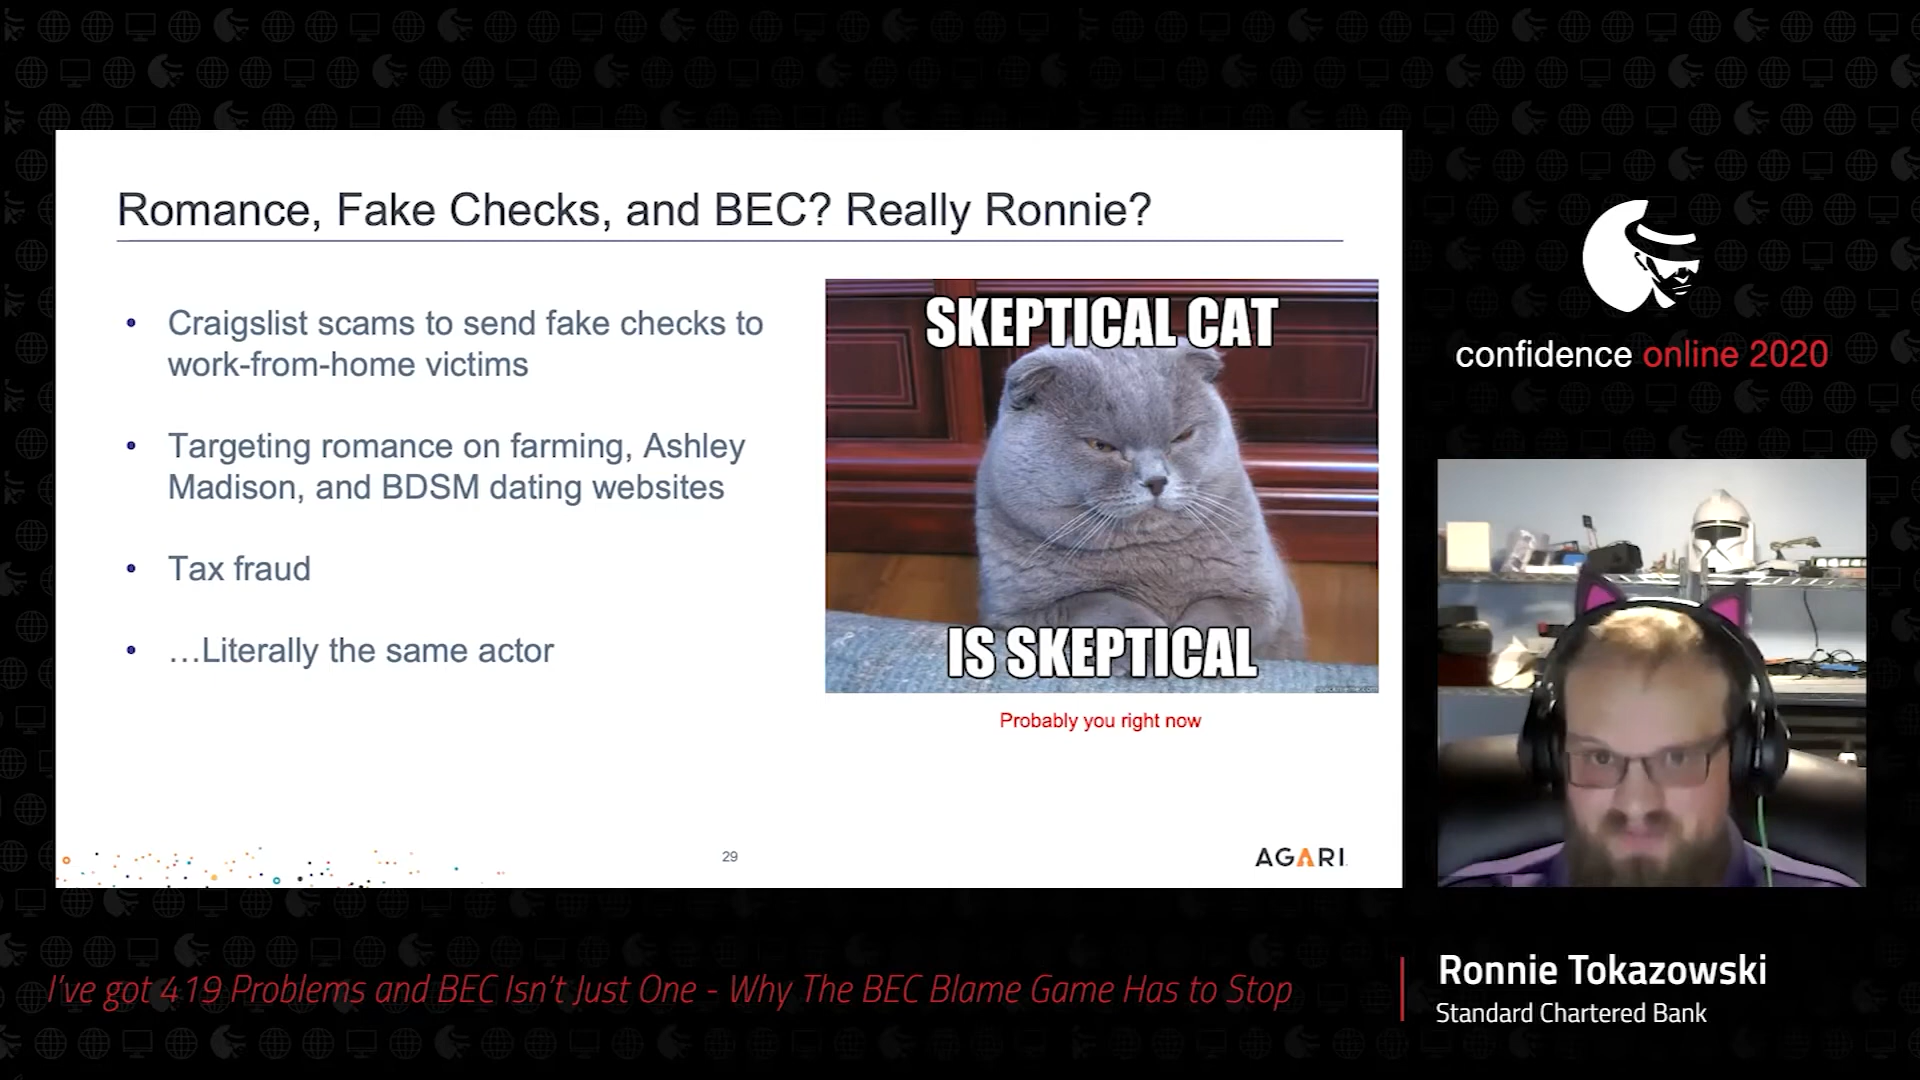 Romance, Fake Checks, and BEC? Really Ronnie?
• Craigslist scams to send fake checks to
work-from-home victims
• Targeting romance on farming, Ashley
Madison, and BDSM dating websites
• Tax fraud
• …Literally the same actor
SKEPTICAL CAT
IS SKEPTICAL
Probably you right now
29
AGARI
confidence online 2020
I've got 419 Problems and BEC Isn't Just One - Why The BEC Blame Game Has to Stop
Ronnie Tokazowski
Standard Chartered Bank